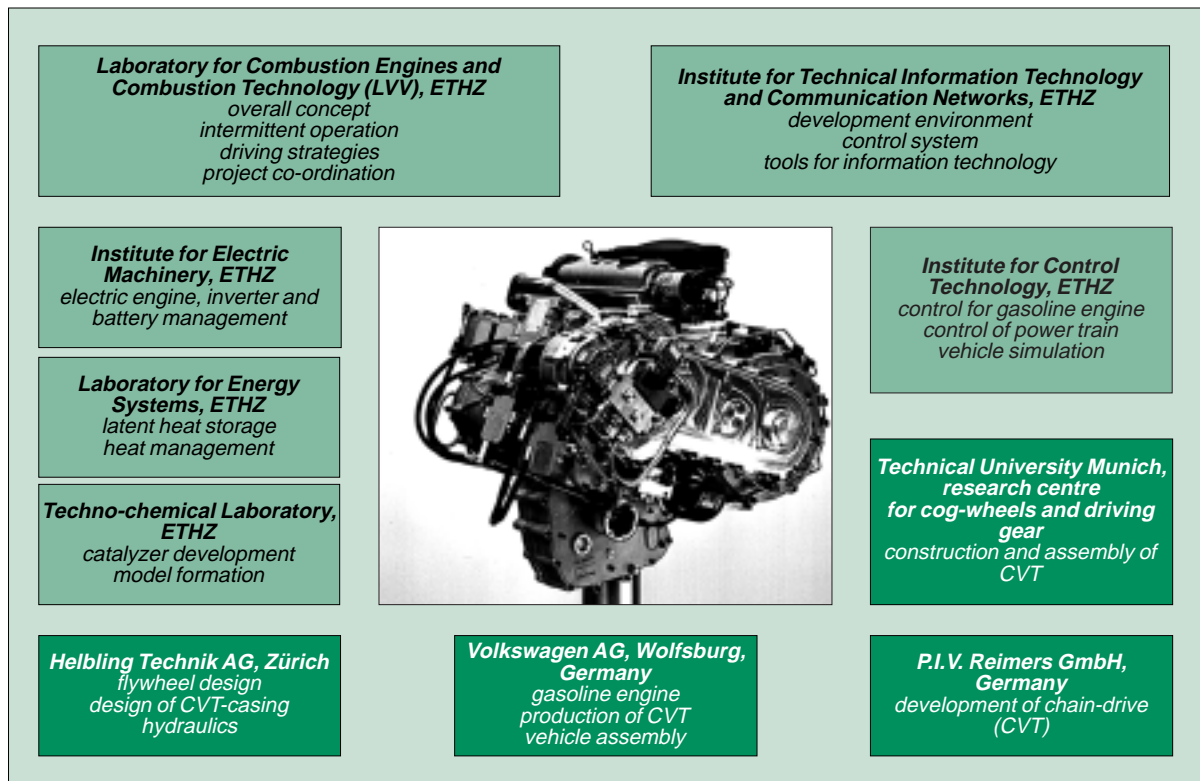 Laboratory for Combustion Engines and
Combustion Technology (LVV), ETHZ
overall concept
intermittent operation
driving strategies
project co-ordination
Institute for Technical Information Technology
and Communication Networks, ETHZ
development environment
control system
tools for information technology
Institute for Electric
Machinery, ETHZ
electric engine, inverter and
battery management
Institute for Control
Technology, ETHZ
control for gasoline engine
control of power train
vehicle simulation
Laboratory for Energy
Systems, ETHZ
latent heat storage
heat management
Technical University Munich,
research centre
for cog-wheels and driving
gear
construction and assembly of
CVT
Techno-chemical Laboratory,
ETHZ
catalyzer development
model formation
Helbling Technik AG, Zürich
flywheel design
design of CVT-casing
hydraulics
Volkswagen AG, Wolfsburg,
Germany
gasoline engine
production of CVT
vehicle assembly
P.I.V. Reimers GmbH,
Germany
development of chain-drive
(CVT)